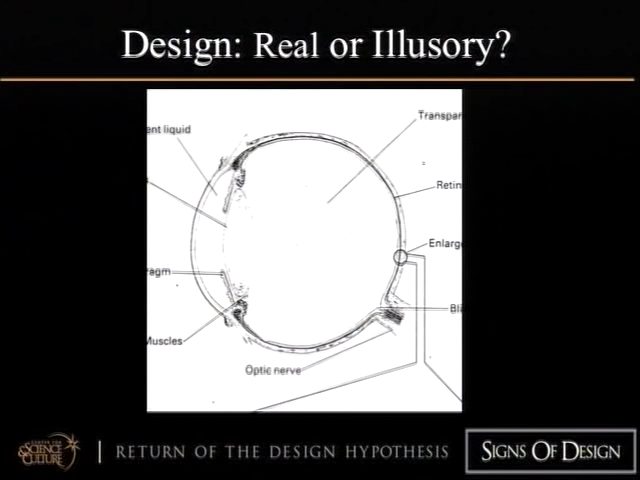 Design: Real or Illusory?
Transpar
ent liquid
Retin
Enlarg
ragm
Bli
Muscles
Optic nerve
CENTER FOR
SCIENCE
&
CULTURE
RETURN OF THE DESIGN HYPOTHESIS
SIGNS OF DESIGN